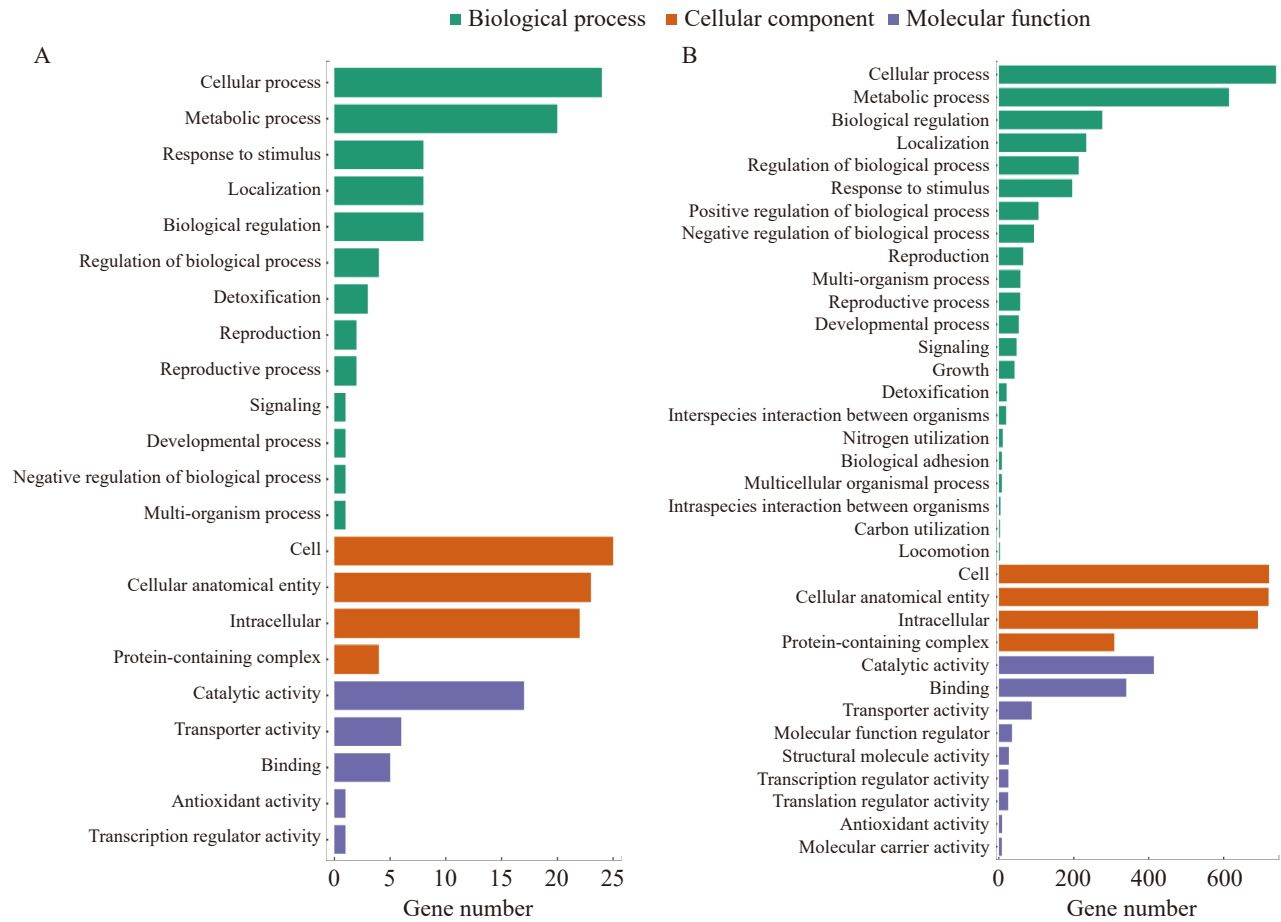 Biological process Cellular component Molecular function
A
Cellular process
Metabolic process
Response to stimulus
Localization
Biological regulation
Regulation of biological process
Detoxification
Reproduction
Reproductive process
Signaling
Developmental process
Negative regulation of biological process
Multi-organism process
Cell
Cellular anatomical entity
Intracellular
Protein-containing complex
Catalytic activity
Transporter activity
Binding
Antioxidant activity
Transcription regulator activity
0 5 10 15 20 25
Gene number
B
Cellular process
Metabolic process
Biological regulation
Localization
Regulation of biological process
Response to stimulus
Positive regulation of biological process
Negative regulation of biological process
Reproduction
Multi-organism process
Reproductive process
Developmental process
Signaling
Growth
Detoxification
Interspecies interaction between organisms
Nitrogen utilization
Biological adhesion
Multicellular organismal process
Intraspecies interaction between organisms
Carbon utilization
Locomotion
Cell
Cellular anatomical entity
Intracellular
Protein-containing complex
Catalytic activity
Binding
Transporter activity
Molecular function regulator
Structural molecule activity
Transcription regulator activity
Translation regulator activity
Antioxidant activity
Molecular carrier activity
0 200 400 600
Gene number